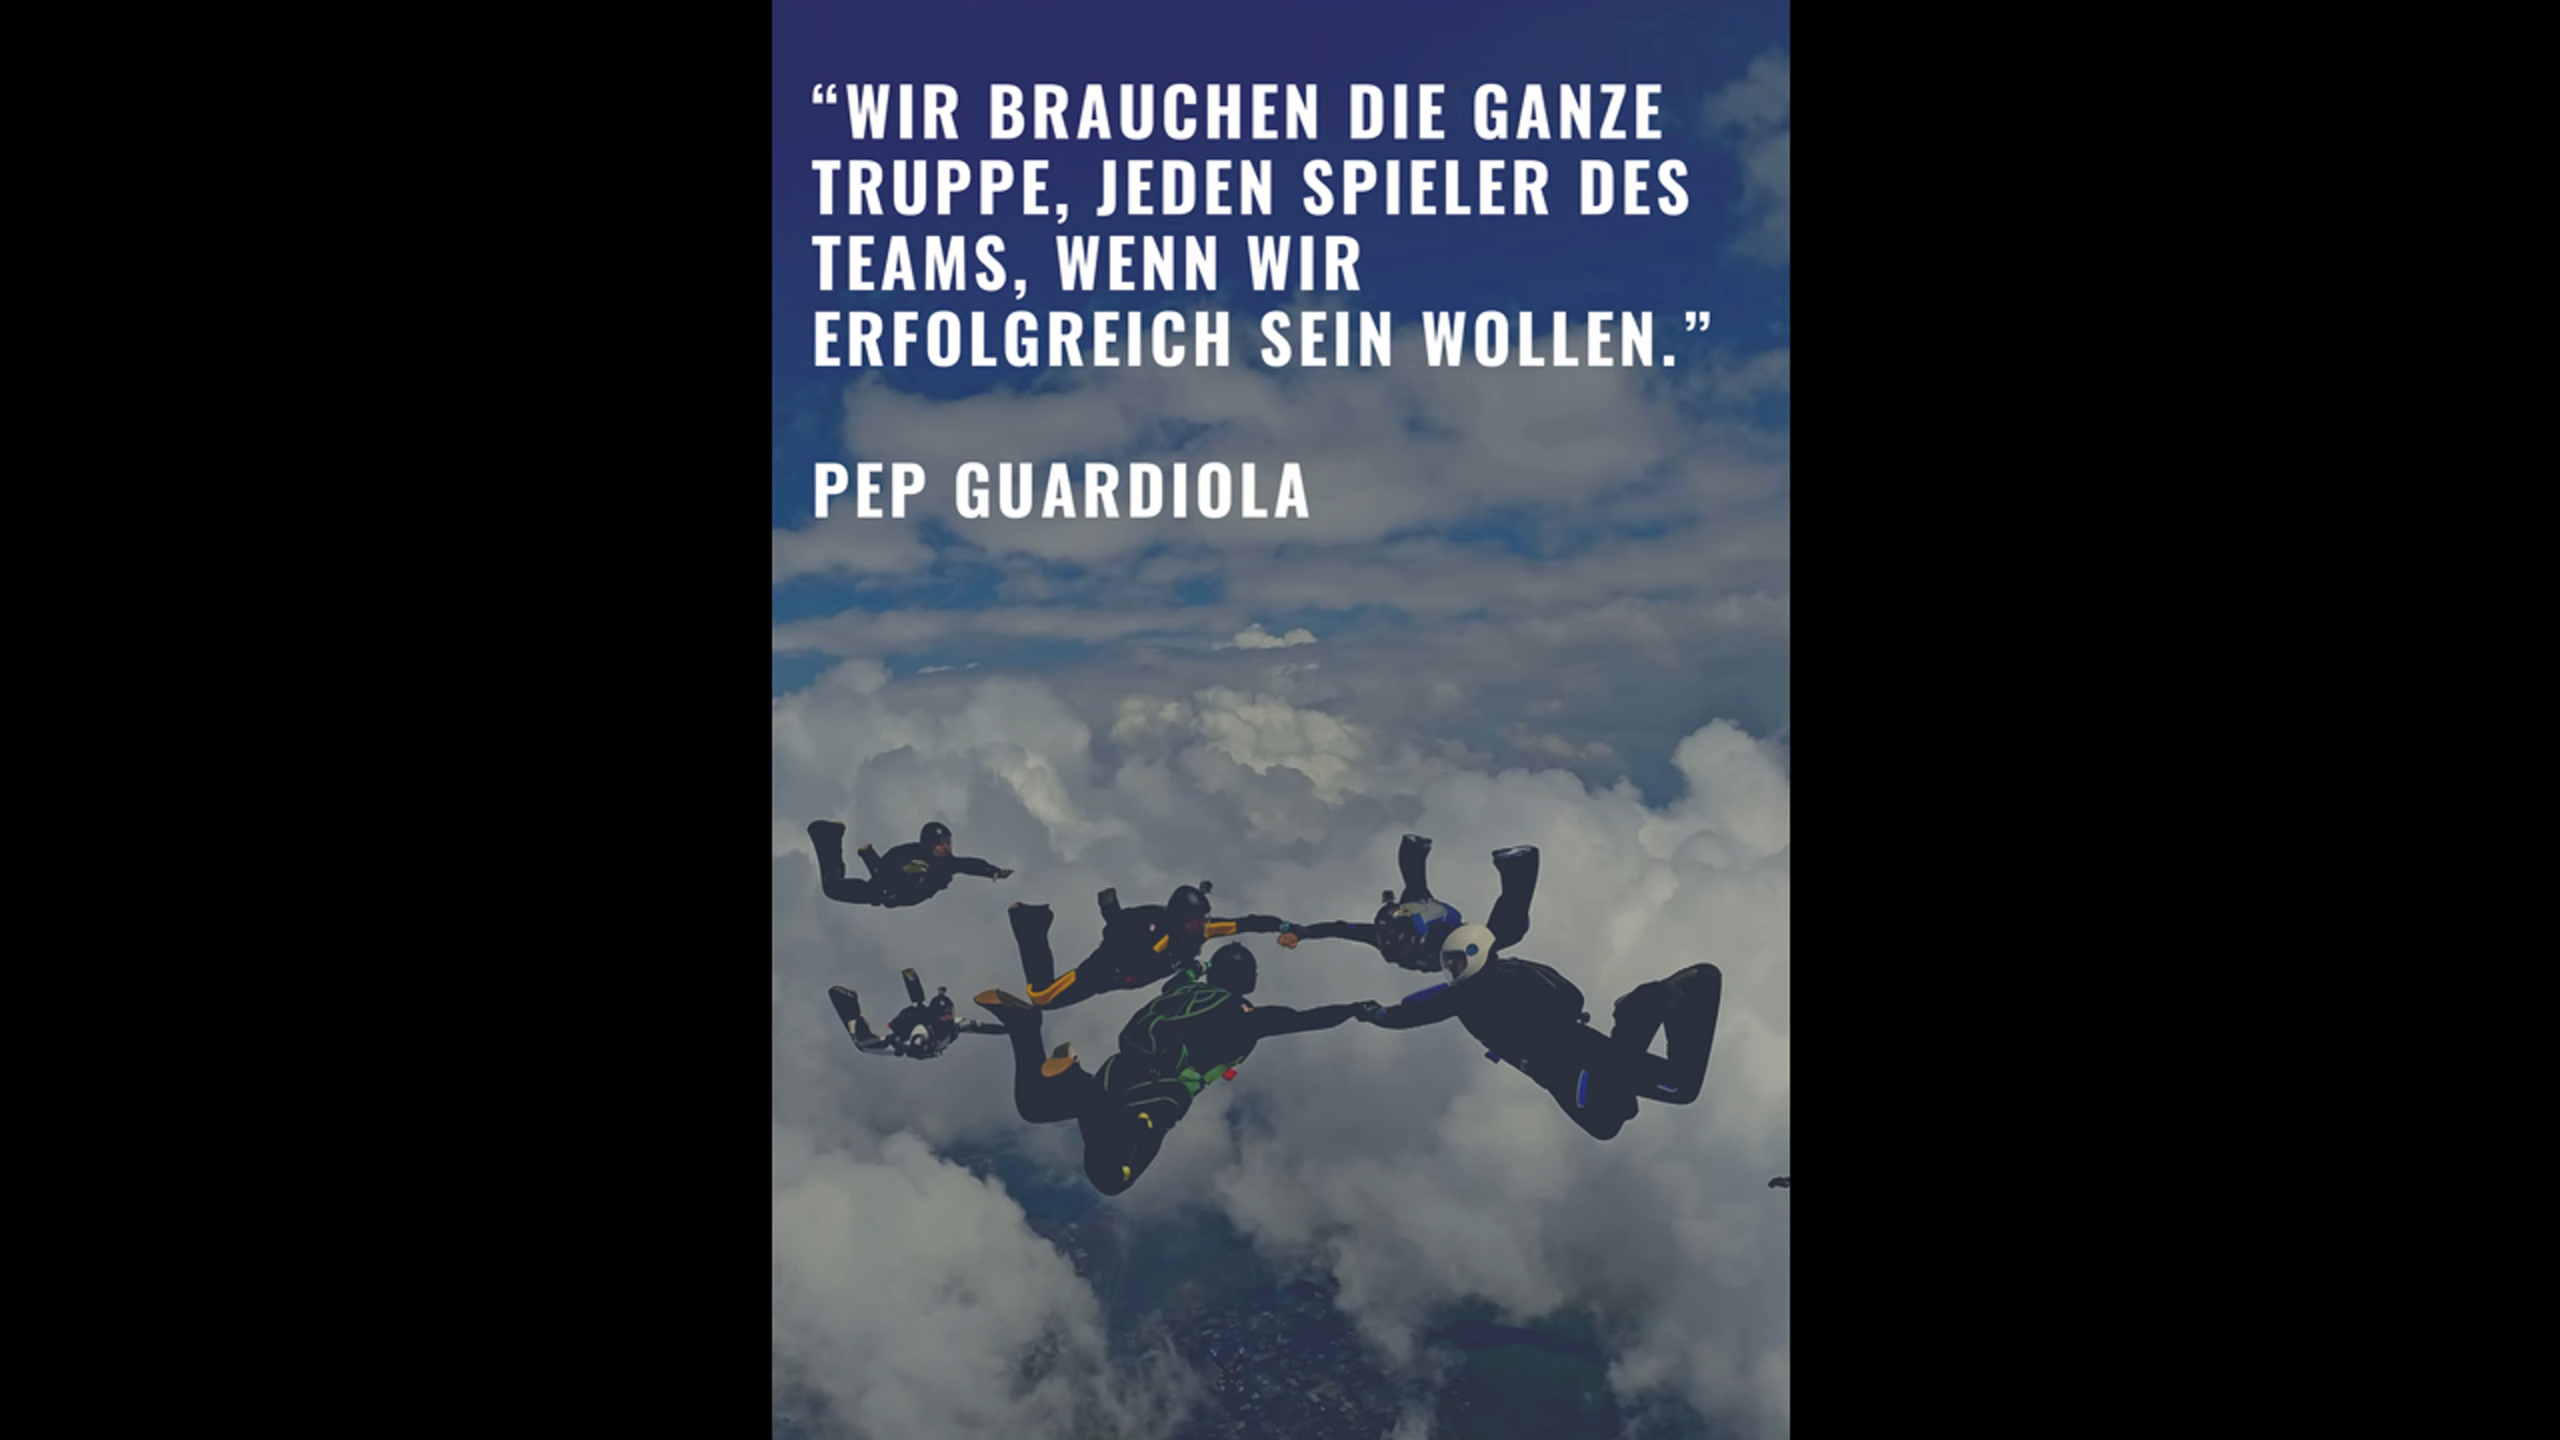 “WIR BRAUCHEN DIE GANZE
TRUPPE, JEDEN SPIELER DES
TEAMS, WENN WIR
ERFOLGREICH SEIN WOLLEN.”
PEP GUARDIOLA